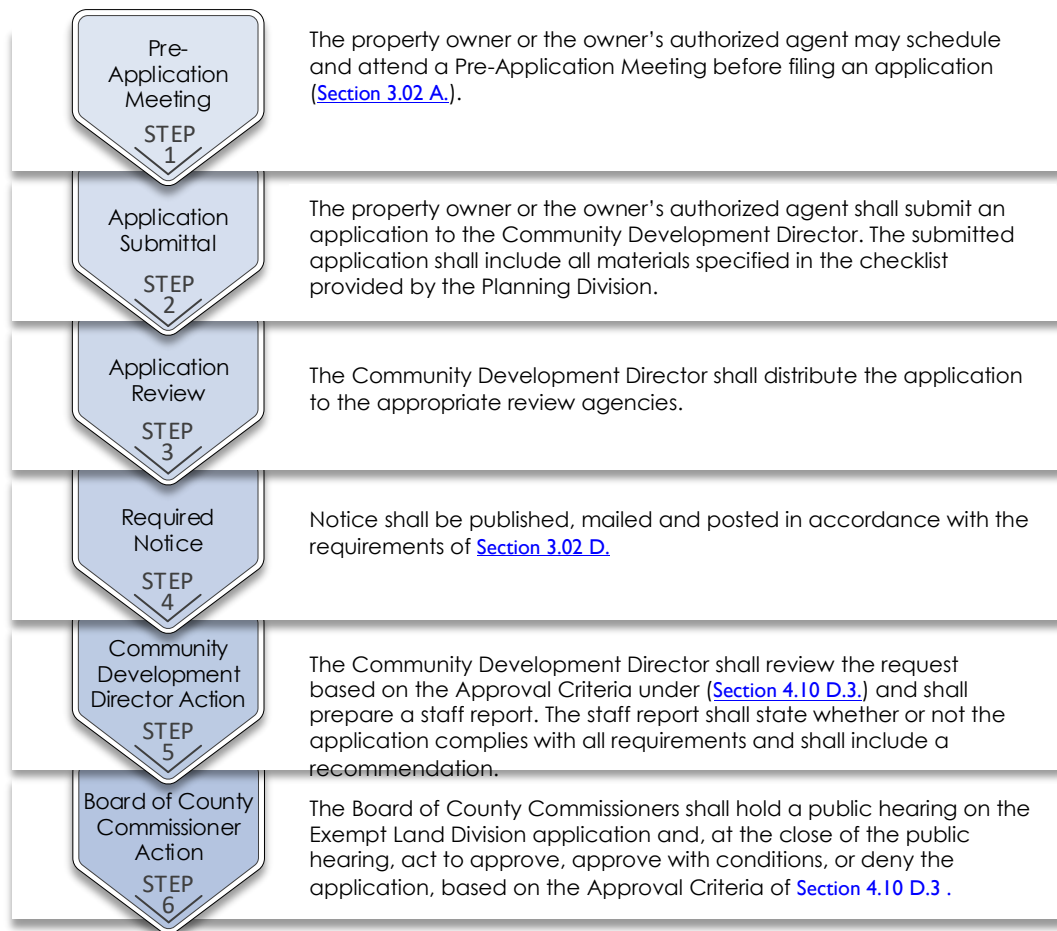 Pre-
Application
Meeting
STEP
1
The property owner or the owner’s authorized agent may schedule
and attend a Pre-Application Meeting before filing an application
(Section 3.02 A.).
Application
Submittal
STEP
2
The property owner or the owner’s authorized agent shall submit an
application to the Community Development Director. The submitted
application shall include all materials specified in the checklist
provided by the Planning Division.
Application
Review
STEP
3
The Community Development Director shall distribute the application
to the appropriate review agencies.
Required
Notice
STEP
4
Notice shall be published, mailed and posted in accordance with the
requirements of Section 3.02 D.
Community
Development
Director Action
STEP
5
The Community Development Director shall review the request
based on the Approval Criteria under (Section 4.10 D.3.) and shall
prepare a staff report. The staff report shall state whether or not the
application complies with all requirements and shall include a
recommendation.
Board of County
Commissioner
Action
STEP
6
The Board of County Commissioners shall hold a public hearing on the
Exempt Land Division application and, at the close of the public
hearing, act to approve, approve with conditions, or deny the
application, based on the Approval Criteria of Section 4.10 D.3 .